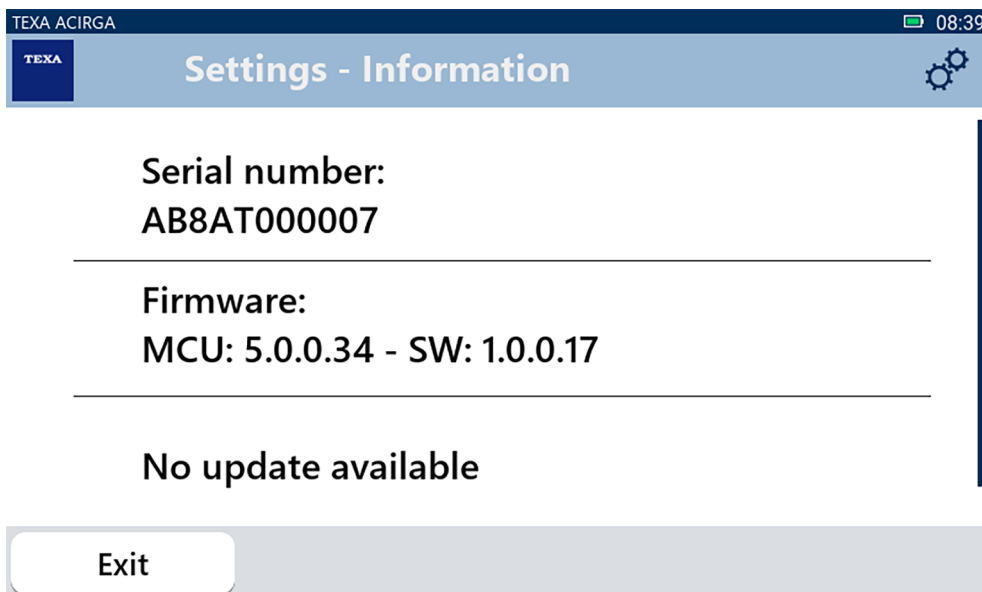 TEXA ACIRGA 08:39
TEXA
Settings - Information
Serial number:
AB8AT000007
Firmware:
MCU: 5.0.0.34 - SW: 1.0.0.17
No update available
Exit